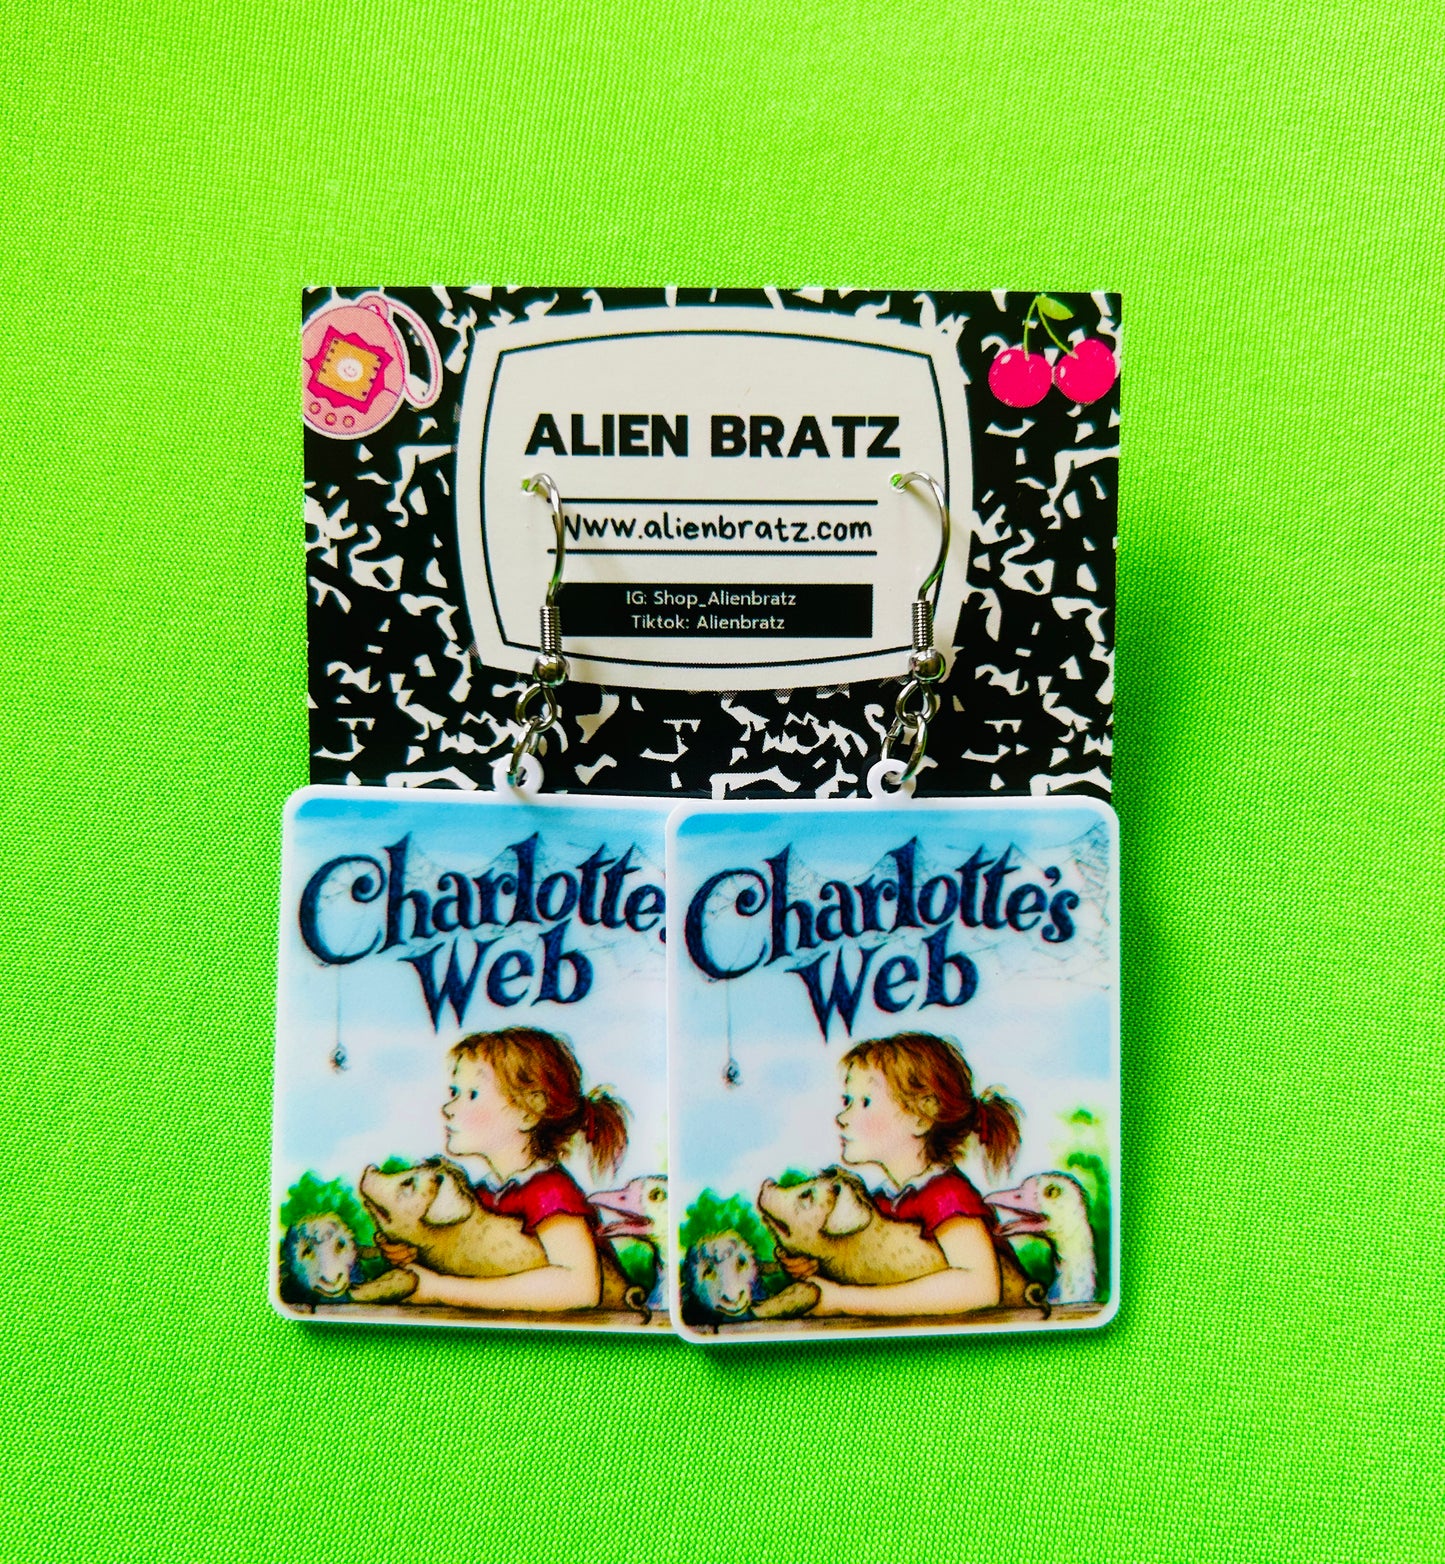 ALIEN BRATZ
Www.alienbratz.com
IG: Shop_Alienbratz
Tiktok: Alienbratz
Charlotte's
Web
Charlotte's
Web